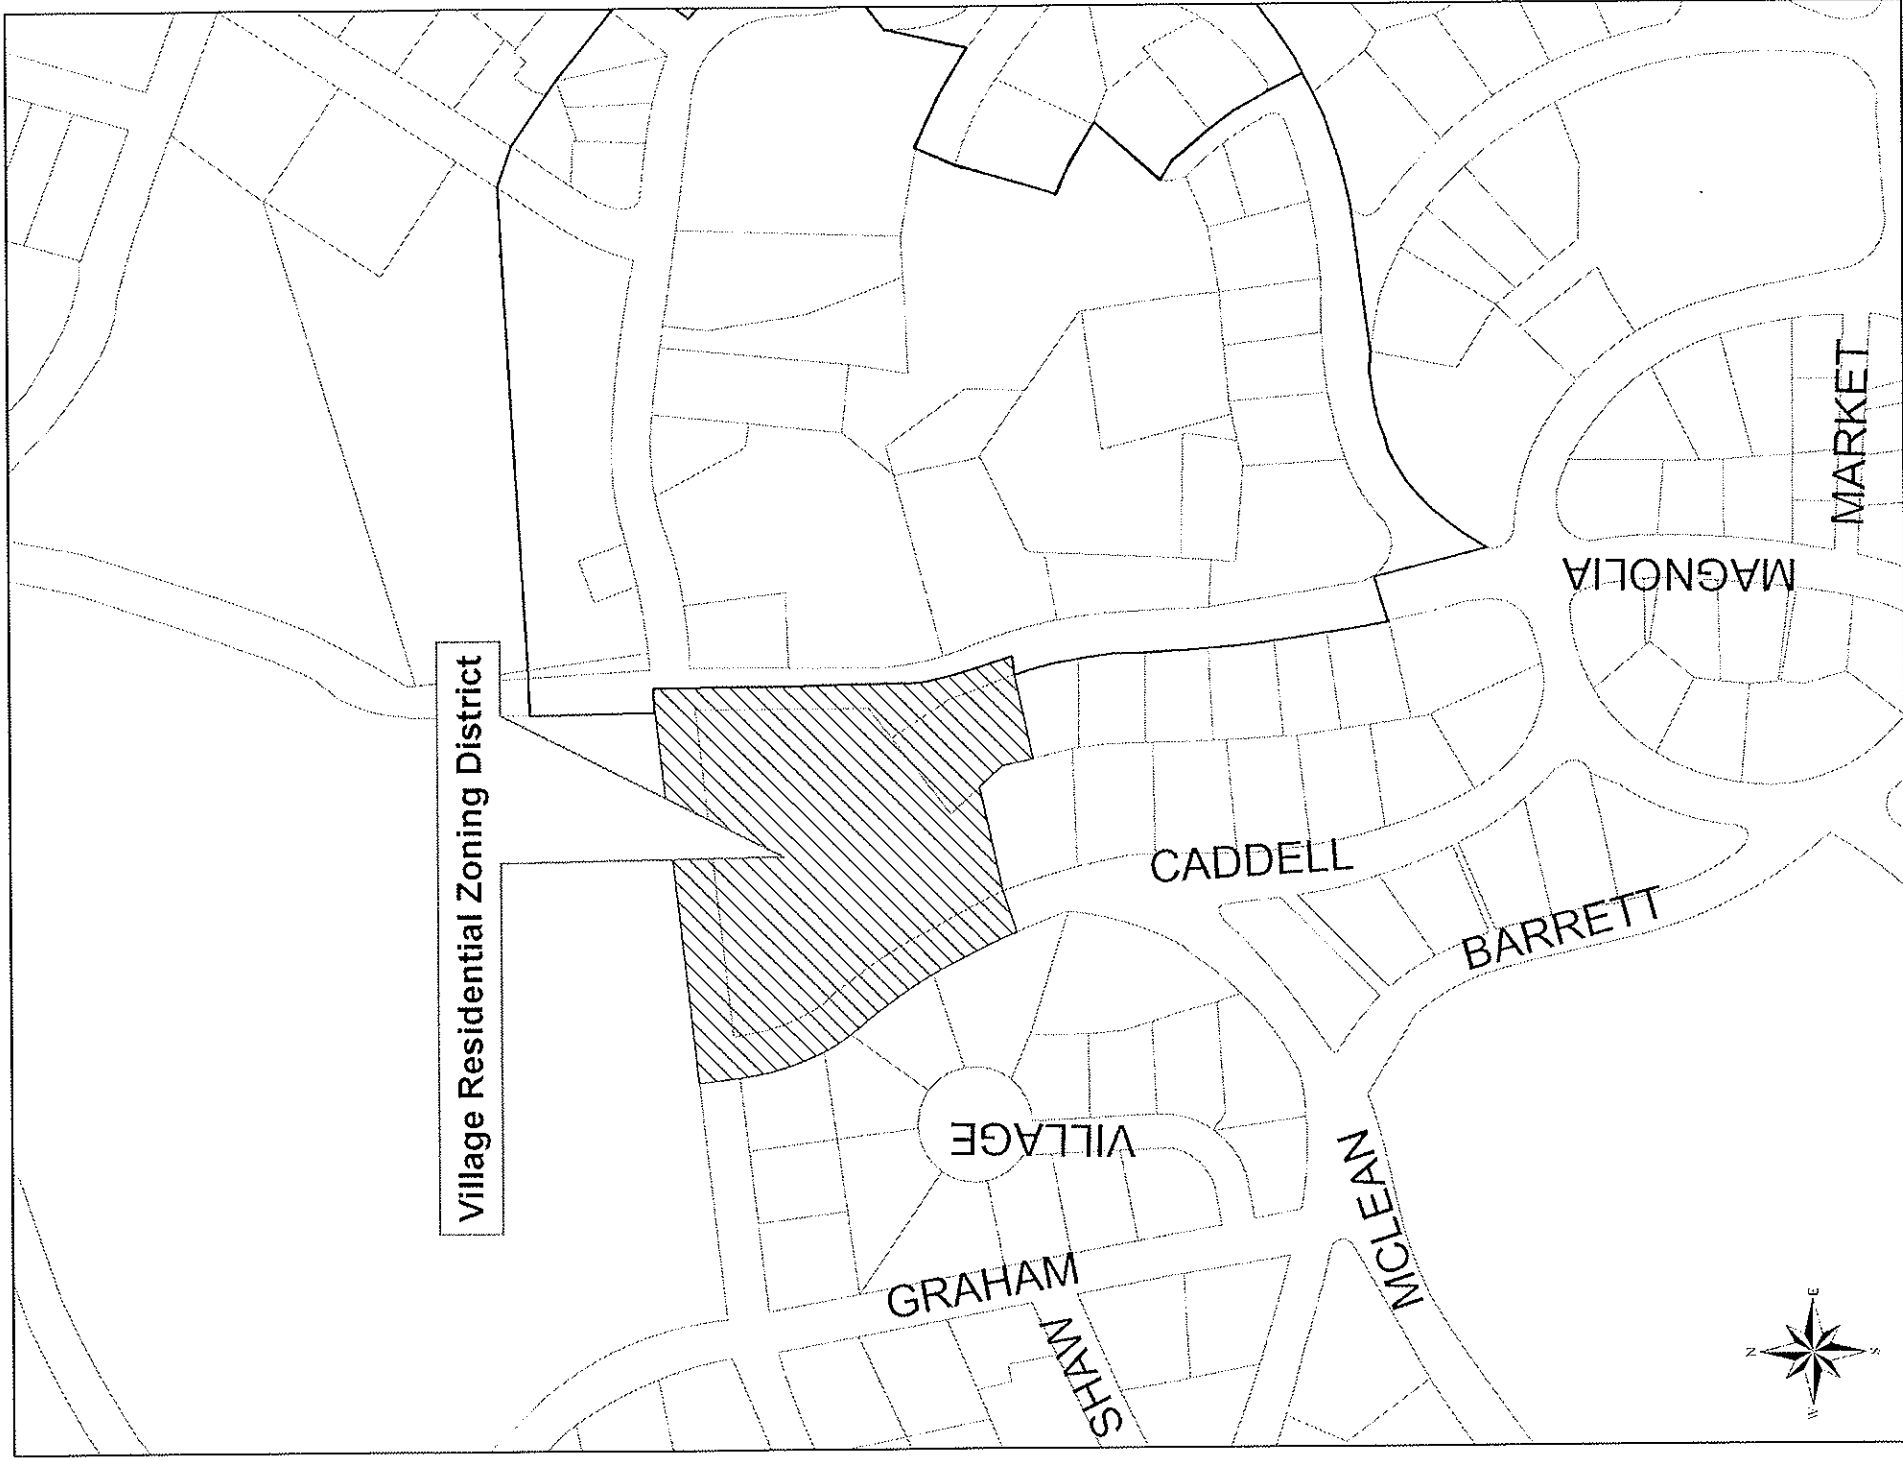 Village Residential Zoning District
MARKET
MAGNOLIA
CADDELL
BARRETT
VILLAGE
MCLEAN
GRAHAM
SHAW
N
E
W
S